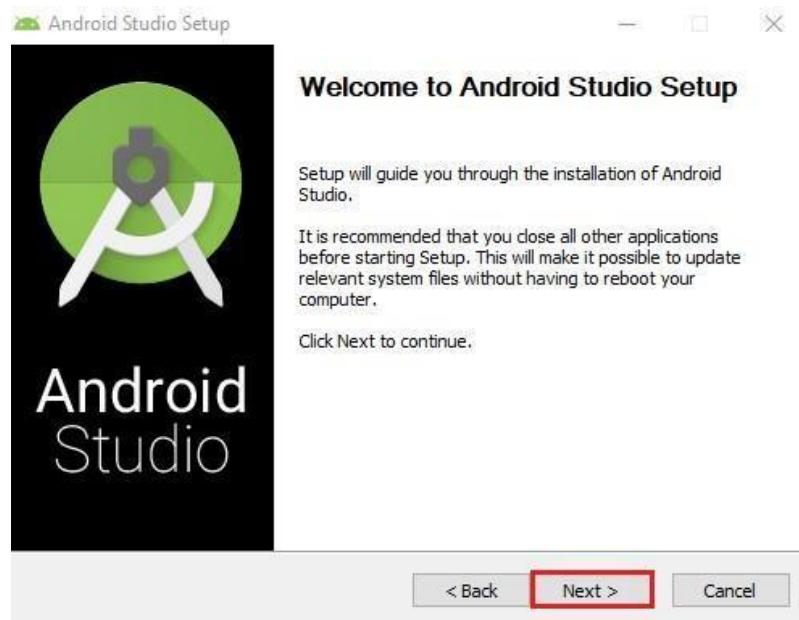 Android Studio Setup
Welcome to Android Studio Setup
Setup will guide you through the installation of Android
Studio.
It is recommended that you close all other applications
before starting Setup. This will make it possible to update
relevant system files without having to reboot your
computer.
Click Next to continue.
Android
Studio
< Back
Next >
Cancel